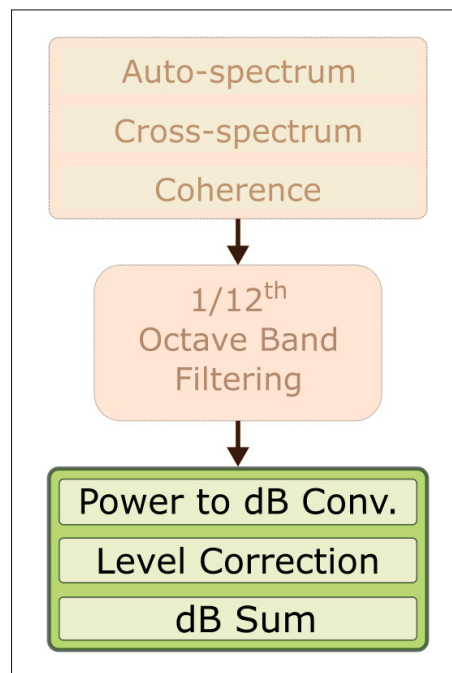 Auto-spectrum
Cross-spectrum
Coherence
1/12th
Octave Band
Filtering
Power to dB Conv.
Level Correction
dB Sum